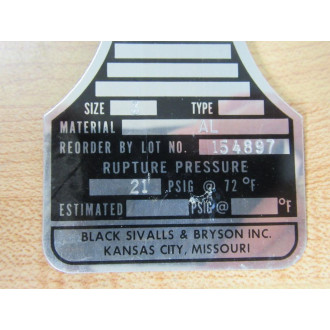 SIZE TYPE
MATERIAL AL
REORDER BY LOT NO. 154897
RUPTURE PRESSURE
21 PSIG @ 72 °F
ESTIMATED PSIG @ °F
BLACK SIVALLS & BRYSON INC.
KANSAS CITY, MISSOURI